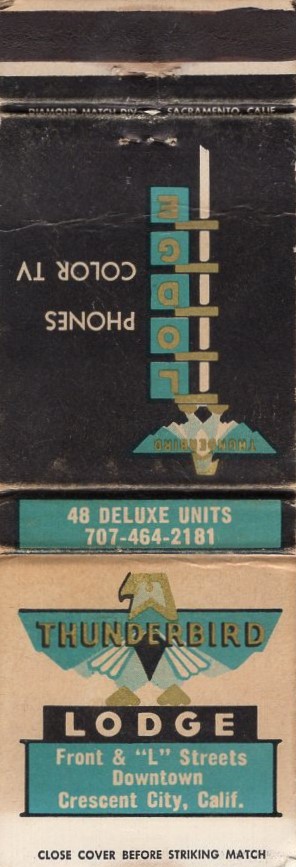 DIAMOND MATCH DIV. SACRAMENTO, CALIF.
THUNDERBIRD
LODGE
PHONES
COLOR TV
48 DELUXE UNITS
707-464-2181
THUNDERBIRD
LODGE
Front & "L" Streets
Downtown
Crescent City, Calif.
CLOSE COVER BEFORE STRIKING MATCH